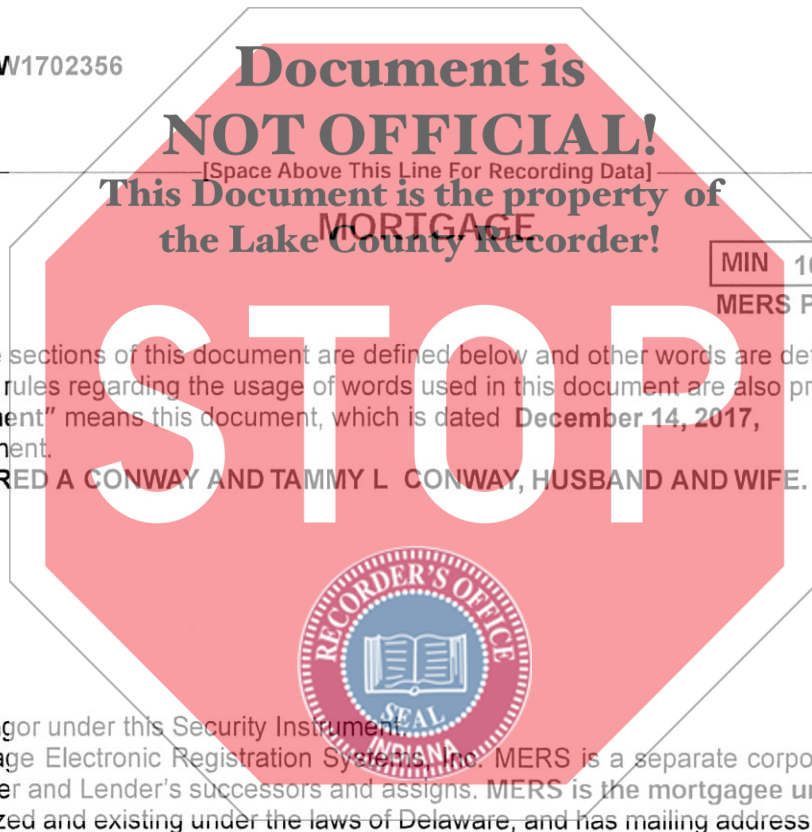 W1702356
Document is
NOT OFFICIAL!
[Space Above This Line For Recording Data]
This Document is the property of
MORTGAGE
the Lake County Recorder!
MIN 10
MERS P
STOP
e sections of this document are defined below and other words are de
rules regarding the usage of words used in this document are also pr
ent" means this document, which is dated December 14, 2017,
ent.
RED A CONWAY AND TAMMY L CONWAY, HUSBAND AND WIFE.
RECORDER'S OFFICE
SEAL
INDIANA
gor under this Security Instrument.
age Electronic Registration Systems, Inc. MERS is a separate corpo
er and Lender's successors and assigns. MERS is the mortgagee un
zed and existing under the laws of Delaware, and has mailing address